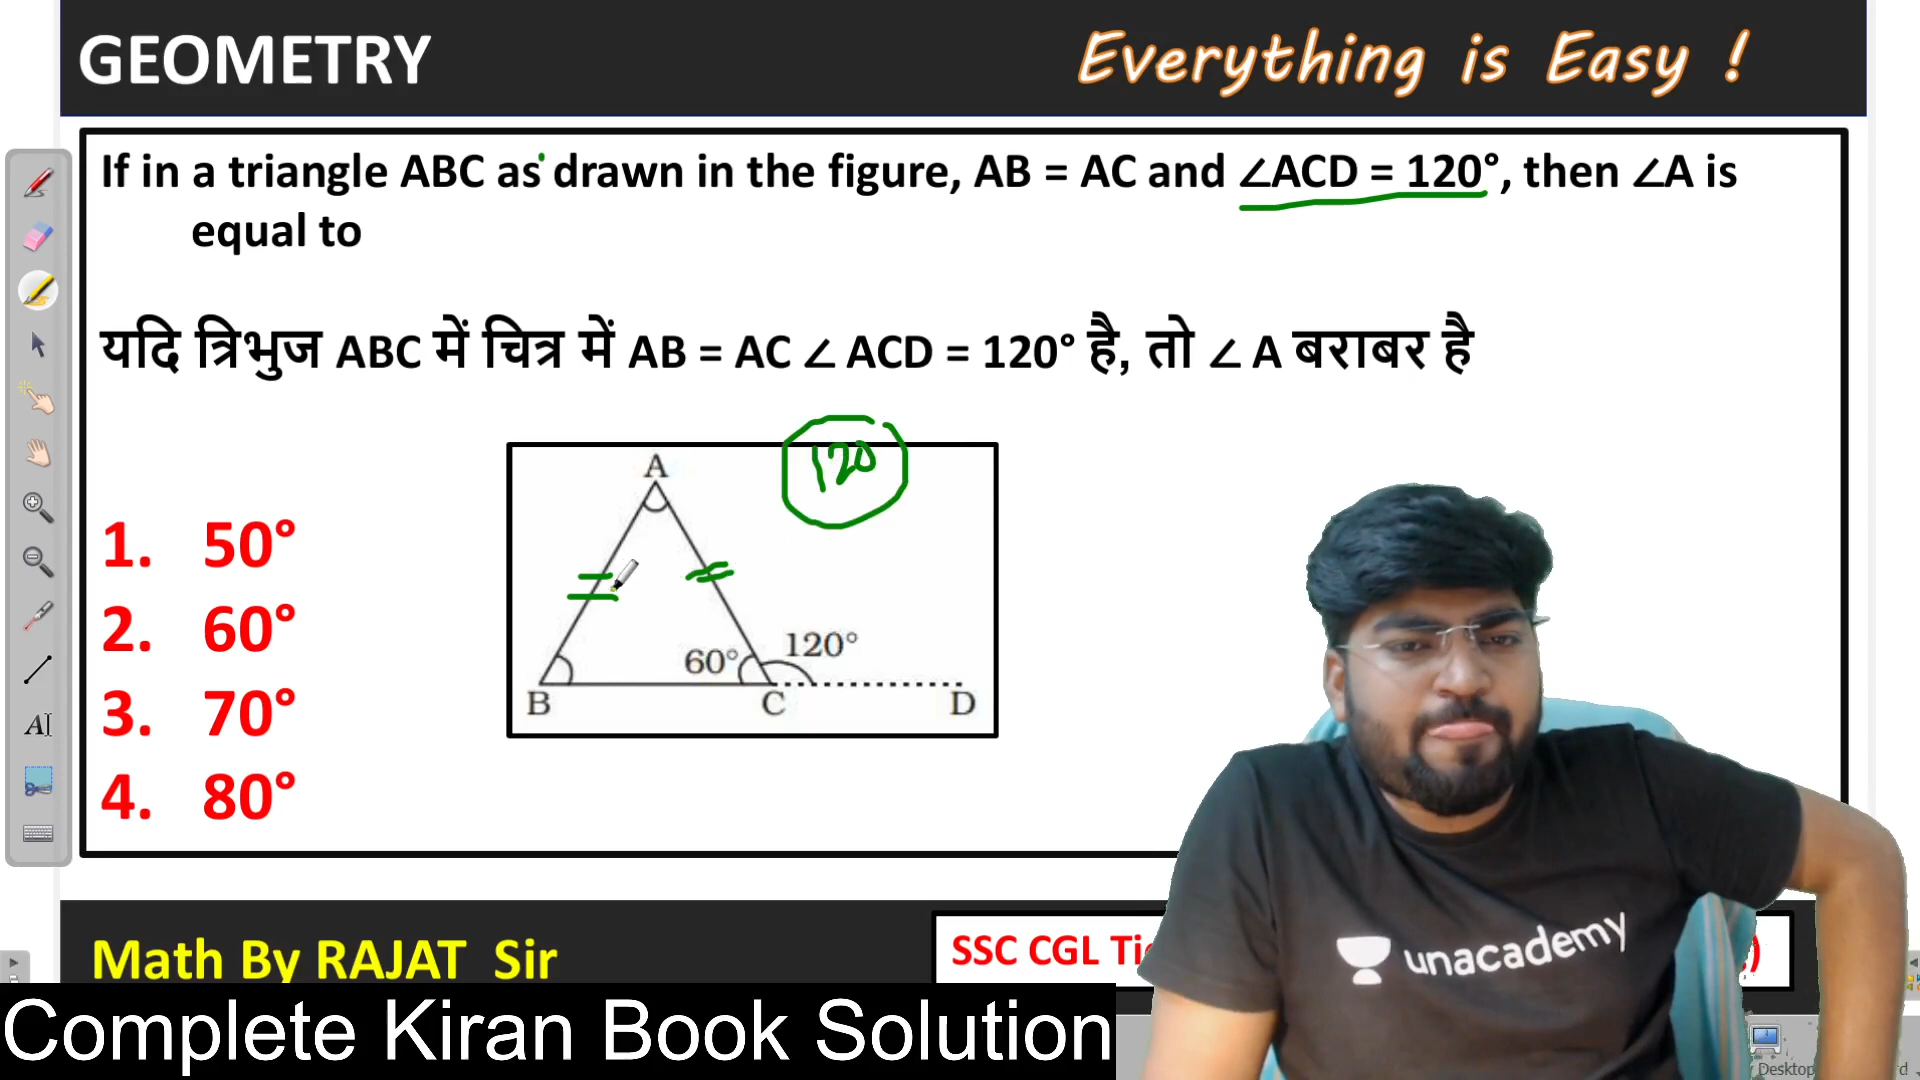 GEOMETRY
Everything is Easy !
If in a triangle ABC as drawn in the figure, AB = AC and ∠ACD = 120°, then ∠A is
equal to
यदि त्रिभुज ABC में चित्र में AB = AC ∠ ACD = 120° है, तो ∠ A बराबर है
120
A
1. 50°
2. 60°
3. 70°
4. 80°
60°
120°
B
C
D
unacademy
Math By RAJAT Sir
SSC CGL
Complete Kiran Book Solution
Desktop